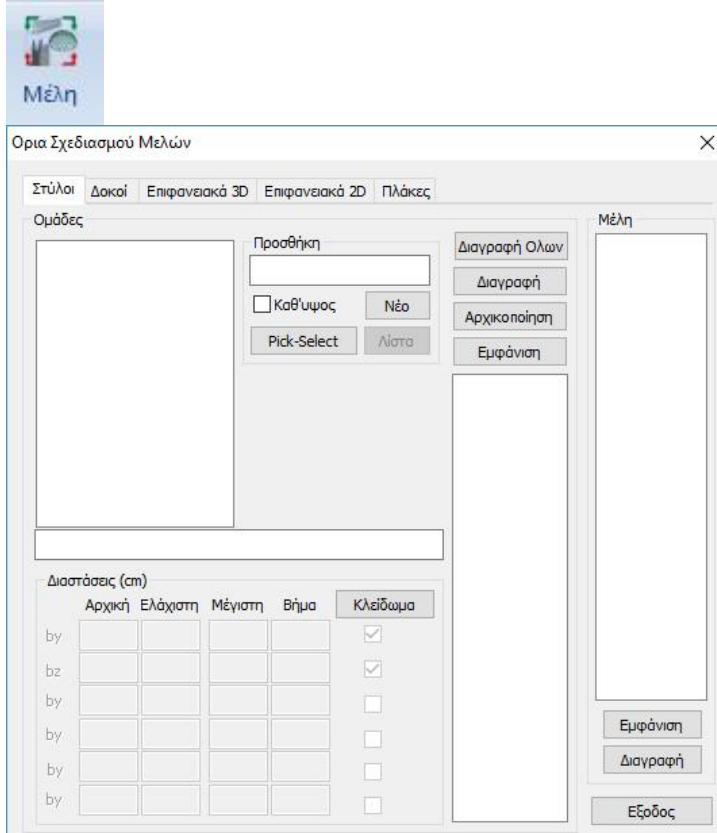 Μέλη
Ορια Σχεδιασμού Μελών
Στύλοι Δοκοί Επιφανειακά 3D Επιφανειακά 2D Πλάκες
Ομάδες
Προσθήκη
Καθ'υψος Νέο
Pick-Select Λίστα
Διαγραφή Ολων
Διαγραφή
Αρχικοποίηση
Εμφάνιση
Μέλη
Διαστάσεις (cm)
Αρχική Ελάχιστη Μέγιστη Βήμα Κλείδωμα
by
bz
by
by
by
by
Εμφάνιση
Διαγραφή
Εξοδος